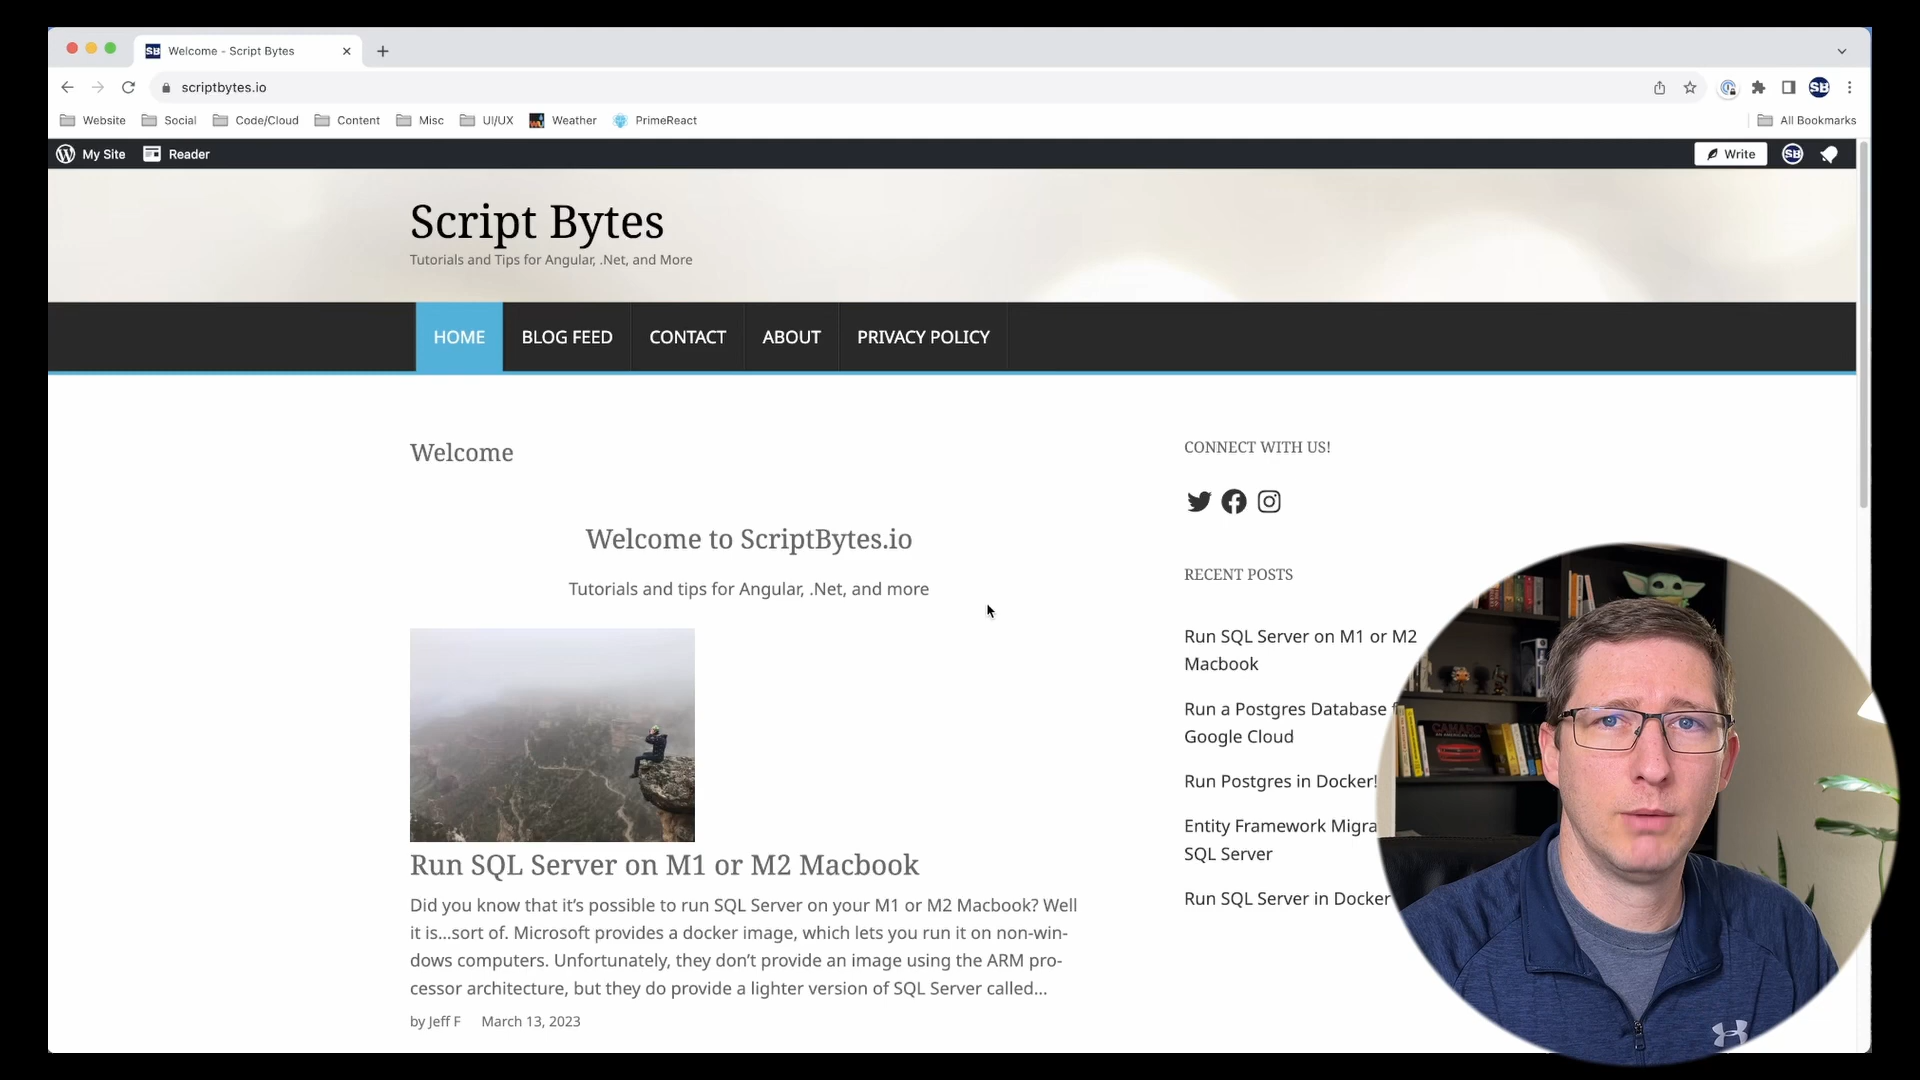 SB Welcome - Script Bytes
scriptbytes.io
SB
Website Social Code/Cloud Content Misc UI/UX Weather PrimeReact All Bookmarks
My Site Reader Write SB
Script Bytes
Tutorials and Tips for Angular, .Net, and More
HOME BLOG FEED CONTACT ABOUT PRIVACY POLICY
Welcome
Welcome to ScriptBytes.io
Tutorials and tips for Angular, .Net, and more
Run SQL Server on M1 or M2 Macbook
Did you know that it’s possible to run SQL Server on your M1 or M2 Macbook? Well
it is…sort of. Microsoft provides a docker image, which lets you run it on non-win-
dows computers. Unfortunately, they don’t provide an image using the ARM pro-
cessor architecture, but they do provide a lighter version of SQL Server called…
by Jeff F March 13, 2023
CONNECT WITH US!
RECENT POSTS
Run SQL Server on M1 or M2
Macbook
Run a Postgres Database
Google Cloud
Run Postgres in Docker!
Entity Framework Migra
SQL Server
Run SQL Server in Docker
CAMARO